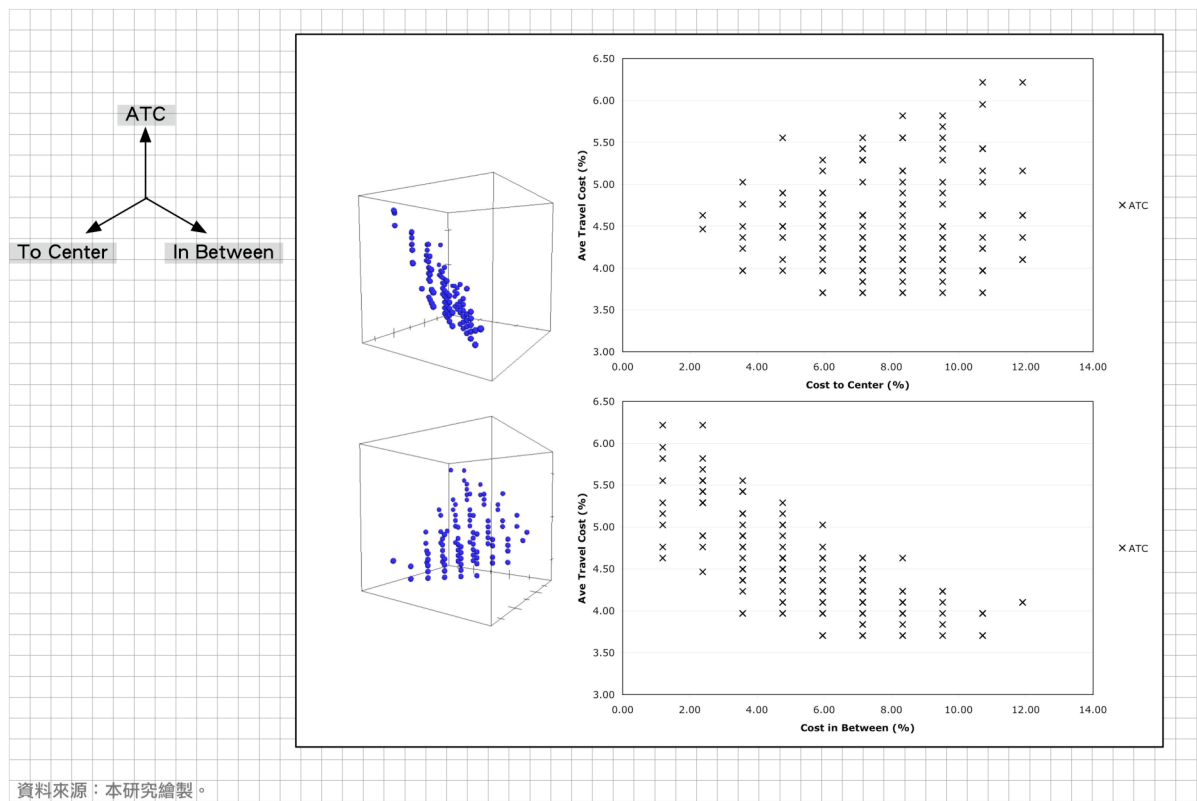 ATC
To Center
In Between
6.50
6.00
5.50
5.00
4.50
4.00
3.50
3.00
Ave Travel Cost (%)
0.00 2.00 4.00 6.00 8.00 10.00 12.00 14.00
Cost to Center (%)
ATC
6.50
6.00
5.50
5.00
4.50
4.00
3.50
3.00
Ave Travel Cost (%)
0.00 2.00 4.00 6.00 8.00 10.00 12.00 14.00
Cost in Between (%)
ATC
資料來源：本研究繪製。